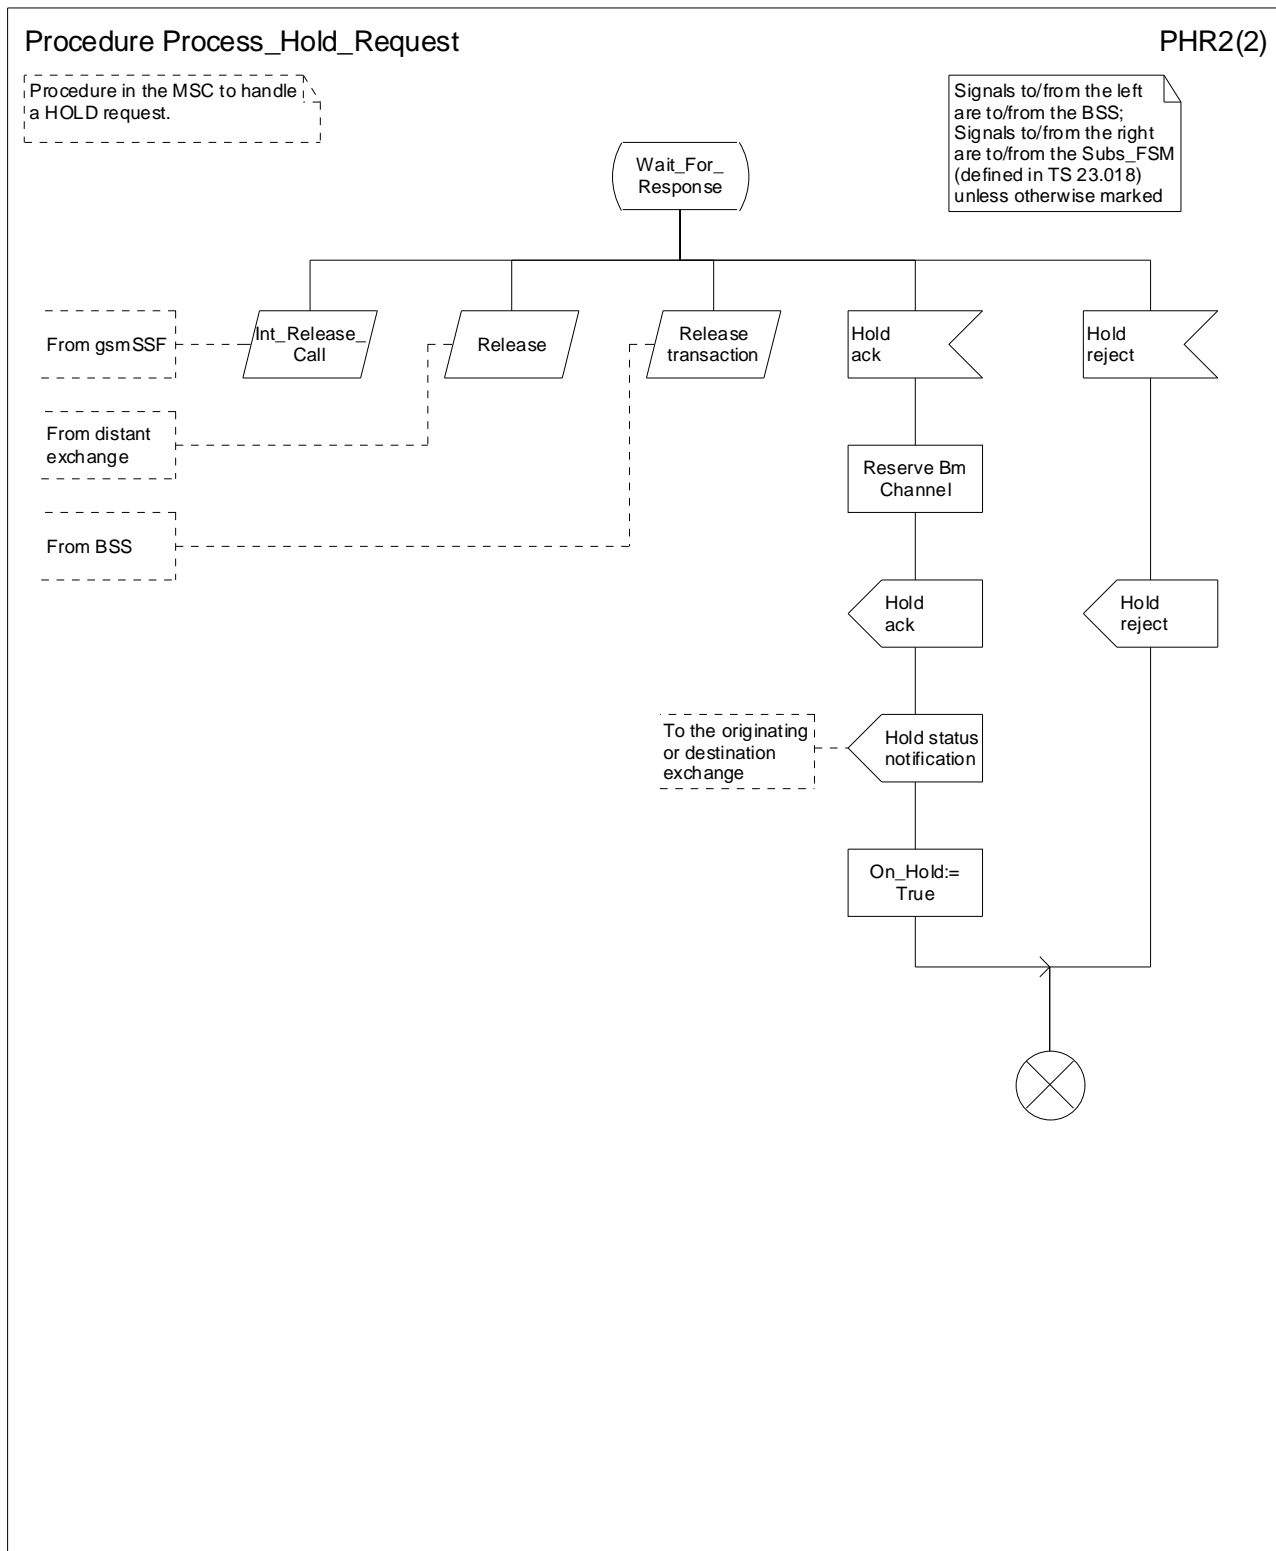 Procedure Process_Hold_Request
PHR2(2)
Procedure in the MSC to handle
a HOLD request.
Signals to/from the left
are to/from the BSS;
Signals to/from the right
are to/from the Subs_FSM
(defined in TS 23.018)
unless otherwise marked
Wait_For_
Response
From gsmSSF
Int_Release_
Call
Release
Release
transaction
Hold
ack
Hold
reject
From distant
exchange
Reserve Bm
Channel
From BSS
Hold
ack
Hold
reject
To the originating
or destination
exchange
Hold status
notification
On_Hold:=
True